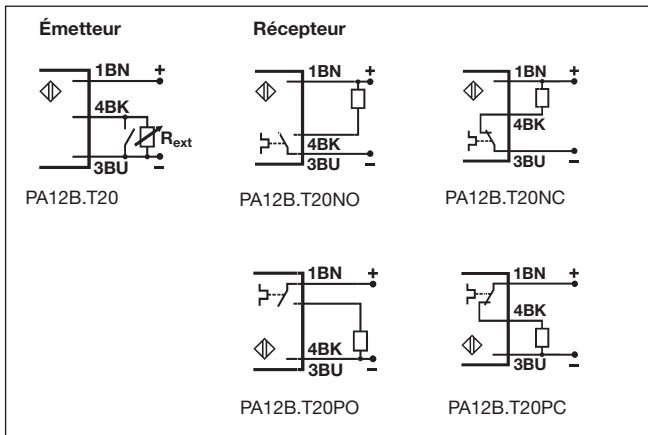 Émetteur
Récepteur
1BN +
4BK
Rext
3BU –
PA12B.T20
1BN +
4BK
3BU –
PA12B.T20NO
1BN +
4BK
3BU –
PA12B.T20NC
1BN +
4BK
3BU –
PA12B.T20PO
1BN +
4BK
3BU –
PA12B.T20PC